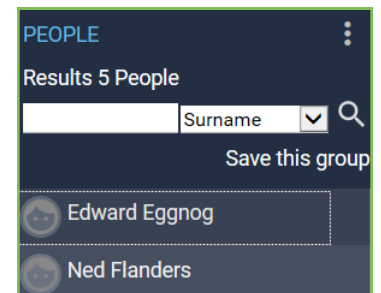 PEOPLE
Results 5 People
Surname
Save this group
Edward Eggnog
Ned Flanders